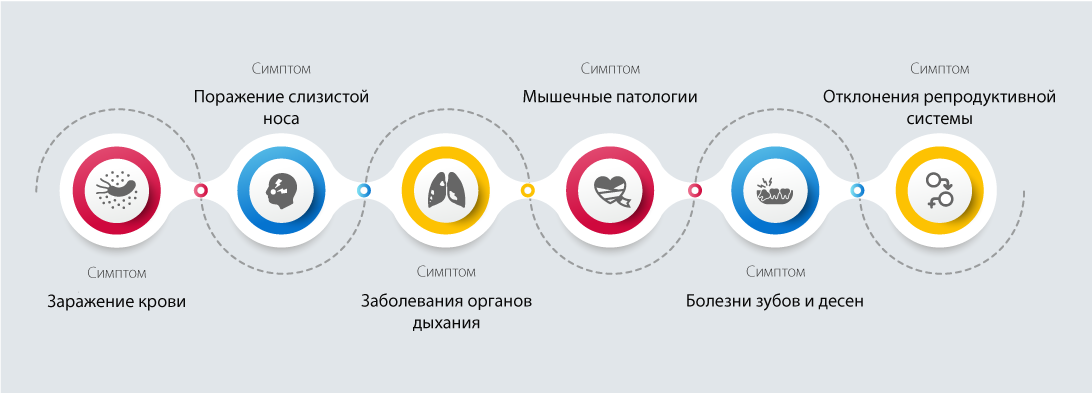 Симптом
Заражение крови
Симптом
Поражение слизистой
носа
Симптом
Заболевания органов
дыхания
Симптом
Мышечные патологии
Симптом
Болезни зубов и десен
Симптом
Отклонения репродуктивной
системы